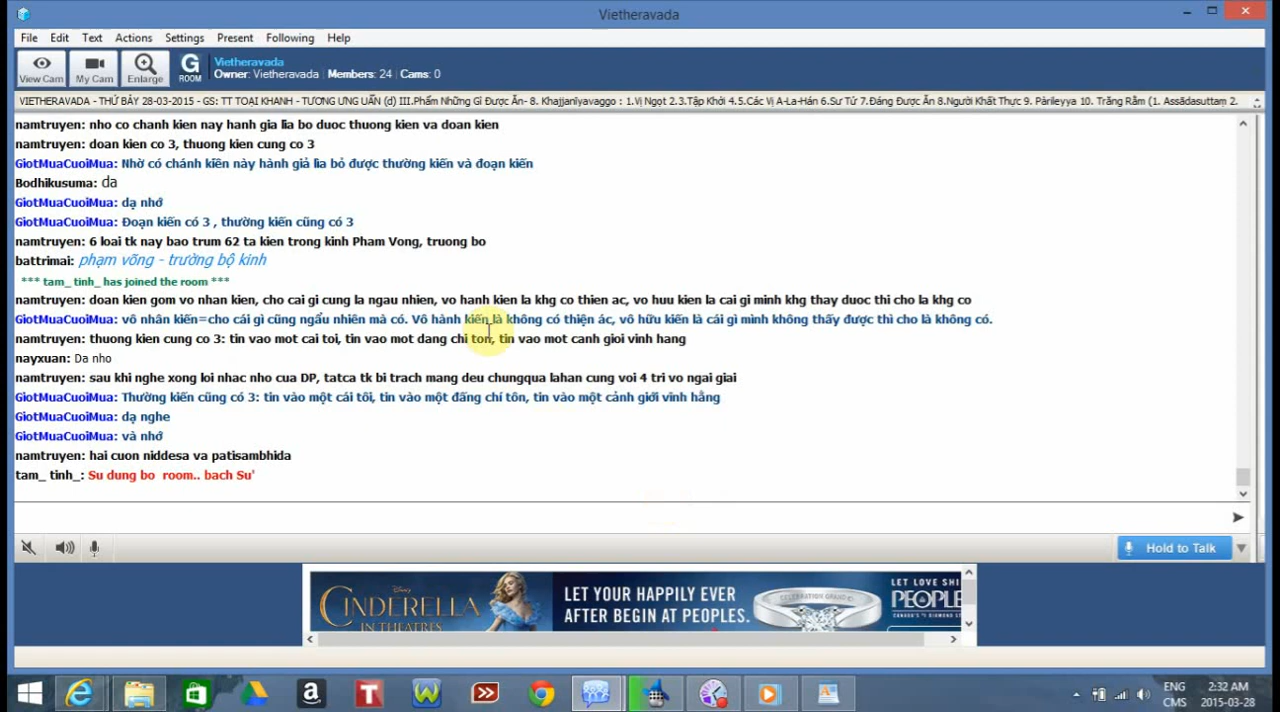 Vietheravada
File Edit Text Actions Settings Present Following Help
View Cam My Cam Enlarge G ROOM
Vietheravada
Owner: Vietheravada Members: 24 Cams: 0
VIETHERAVADA - THỨ BẢY 28-03-2015 - GS: TT TOẠI KHANH - TƯƠNG ƯNG UẨN (d) III.Phẩm Những Gì Được Ăn- 8. Khajjanīyavaggo : 1.Vị Ngọt 2.3.Tập Khởi 4.5.Các Vị A-La-Hán 6.Sư Tử 7.Đáng Được Ăn 8.Người Khất Thực 9. Pārileyya 10. Trăng Rằm (1. Assādasuttaṃ 2.
namtruyen: nho co chanh kien nay hanh gia lia bo duoc thuong kien va doan kien
namtruyen: doan kien co 3, thuong kien cung co 3
GiotMuaCuoiMua: Nhờ có chánh kiến này hành giả lìa bỏ được thường kiến và đoạn kiến
Bodhikusuma: da
GiotMuaCuoiMua: dạ nhớ
GiotMuaCuoiMua: Đoạn kiến có 3 , thường kiến cũng có 3
namtruyen: 6 loai tk nay bao trum 62 ta kien trong kinh Pham Vong, truong bo
battrimai: phạm võng - trường bộ kinh
*** tam_ tinh_ has joined the room ***
namtruyen: doan kien gom vo nhan kien, cho cai gi cung la ngau nhien, vo hanh kien la khg co thien ac, vo huu kien la cai gi minh khg thay duoc thi cho la khg co
GiotMuaCuoiMua: vô nhân kiến=cho cái gì cũng ngẩu nhiên mà có. Vô hành kiến là không có thiện ác, vô hữu kiến là cái gì mình không thấy được thì cho là không có.
namtruyen: thuong kien cung co 3: tin vao mot cai toi, tin vao mot dang chi ton, tin vao mot canh gioi vinh hang
nayxuan: Da nho
namtruyen: sau khi nghe xong loi nhac nho cua DP, tatca tk bi trach mang deu chungqua lahan cung voi 4 tri vo ngai giai
GiotMuaCuoiMua: Thường kiến cũng có 3: tin vào một cái tôi, tin vào một đấng chí tôn, tin vào một cảnh giới vĩnh hằng
GiotMuaCuoiMua: dạ nghe
GiotMuaCuoiMua: và nhớ
namtruyen: hai cuon niddesa va patisambhida
tam_ tinh_: Su dung bo room.. bach Su'
Hold to Talk
Disney
CINDERELLA
IN THEATRES
LET YOUR HAPPILY EVER
AFTER BEGIN AT PEOPLES.
CELEBRATION GRAND
LET LOVE SHI
PEOPLE
CANADA'S #1 DIAMOND
ENG 2:32 AM
CMS 2015-03-28